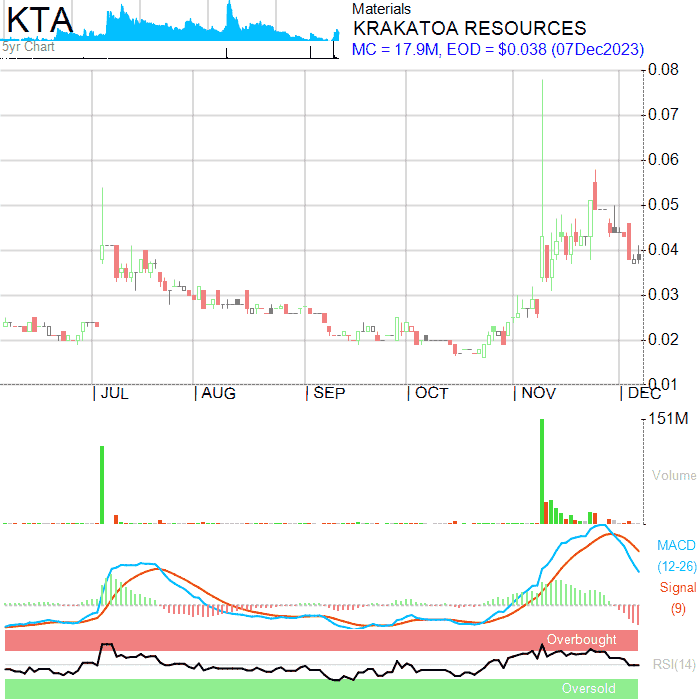 KTA
5yr Chart
Materials
KRAKATOA RESOURCES
MC = 17.9M, EOD = $0.038 (07Dec2023)
0.08
0.07
0.06
0.05
0.04
0.03
0.02
0.01
JUL AUG SEP OCT NOV DEC
151M
Volume
MACD
(12-26)
Signal
(9)
Overbought
RSI(14)
Oversold